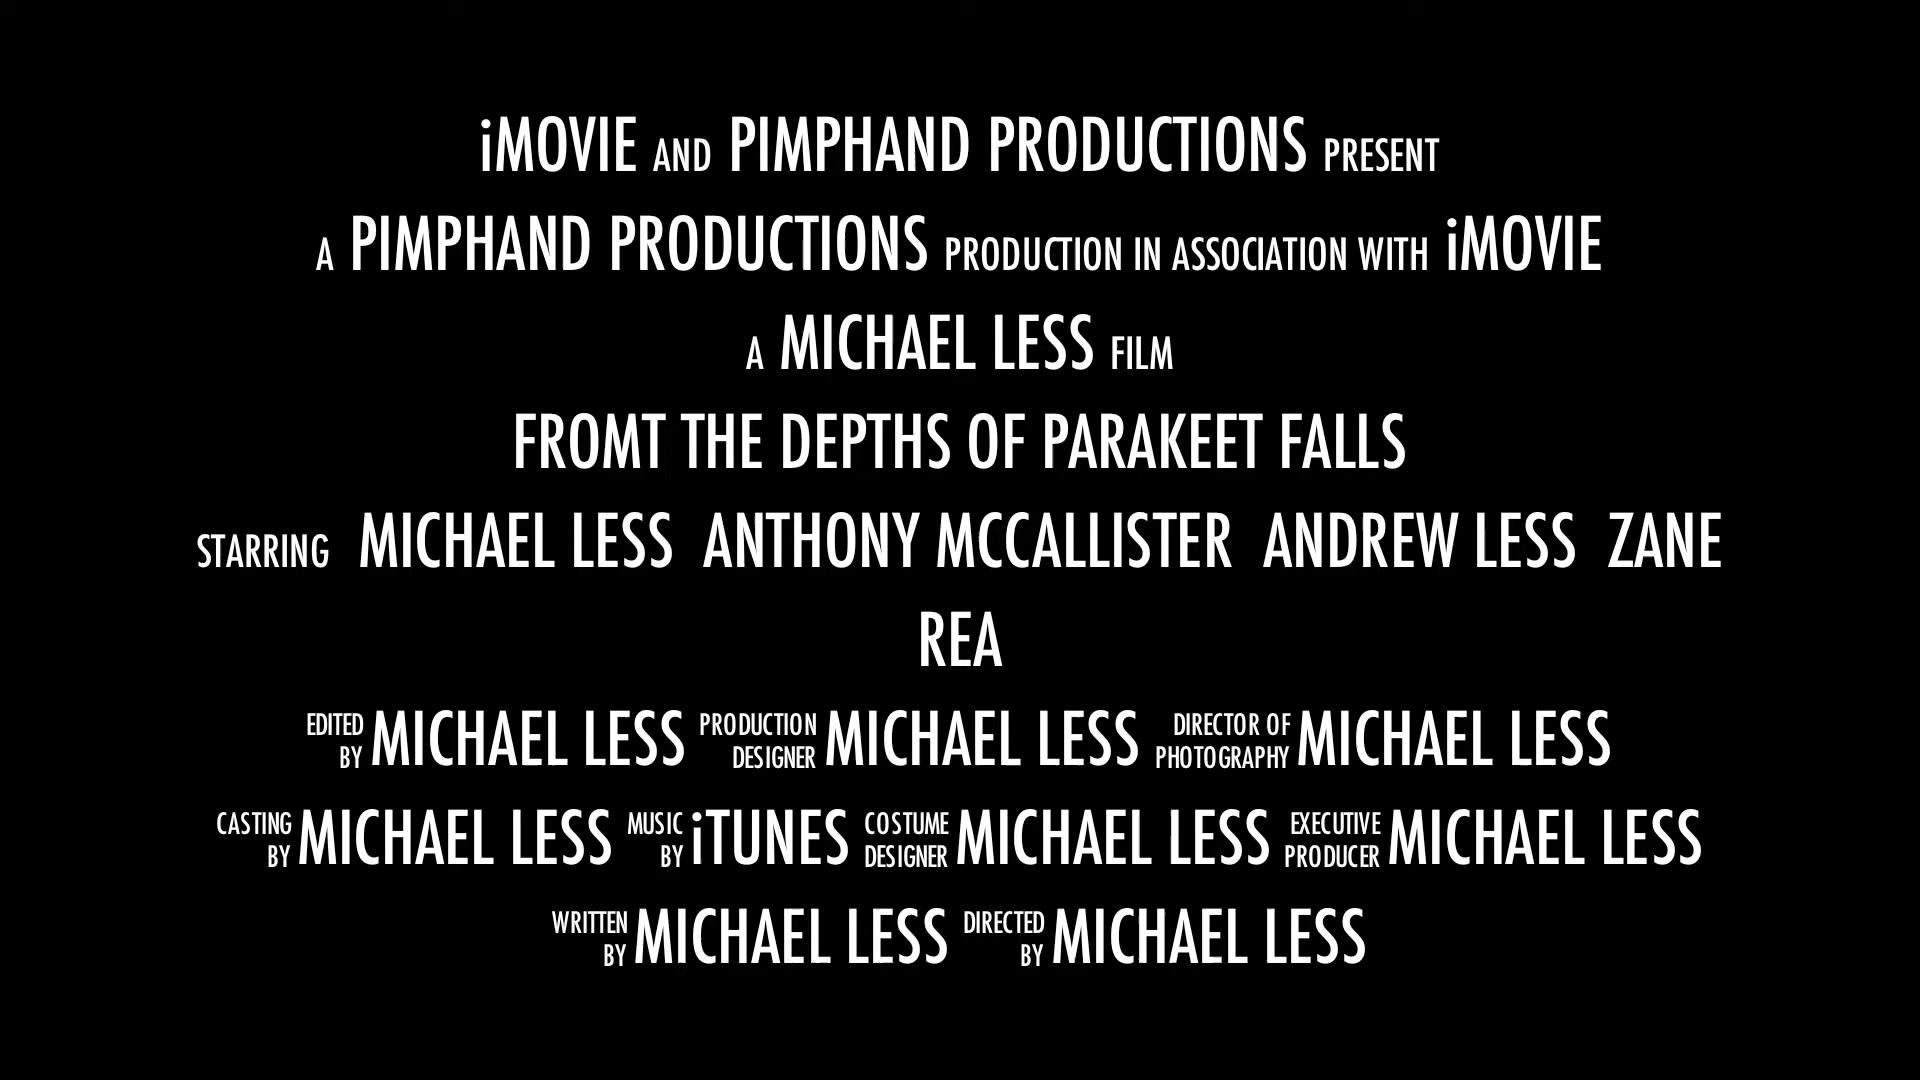 iMOVIE AND PIMPHAND PRODUCTIONS PRESENT
A PIMPHAND PRODUCTIONS PRODUCTION IN ASSOCIATION WITH iMOVIE
A MICHAEL LESS FILM
FROMT THE DEPTHS OF PARAKEET FALLS
STARRING MICHAEL LESS ANTHONY MCCALLISTER ANDREW LESS ZANE
REA
EDITED BY MICHAEL LESS PRODUCTION DESIGNER MICHAEL LESS DIRECTOR OF PHOTOGRAPHY MICHAEL LESS
CASTING BY MICHAEL LESS MUSIC BY iTUNES COSTUME DESIGNER MICHAEL LESS EXECUTIVE PRODUCER MICHAEL LESS
WRITTEN BY MICHAEL LESS DIRECTED BY MICHAEL LESS